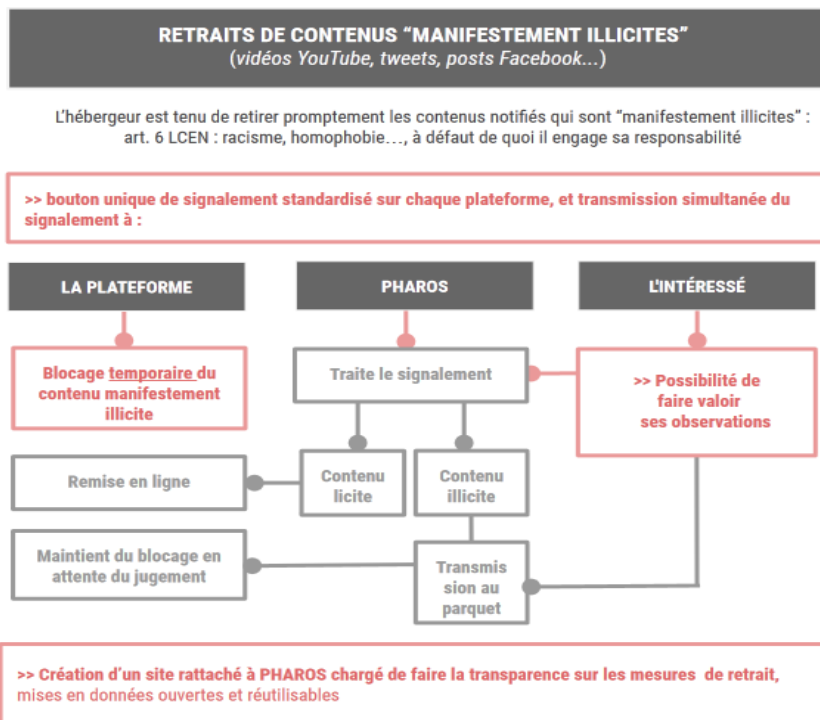 RETRAITS DE CONTENUS “MANIFESTEMENT ILLICITES”
(vidéos YouTube, tweets, posts Facebook...)
L'hébergeur est tenu de retirer promptement les contenus notifiés qui sont “manifestement illicites” :
art. 6 LCEN : racisme, homophobie..., à défaut de quoi il engage sa responsabilité
>> bouton unique de signalement standardisé sur chaque plateforme, et transmission simultanée du
signalement à :
LA PLATEFORME
PHAROS
L'INTÉRESSÉ
Blocage temporaire du
contenu manifestement
illicite
Traite le signalement
>> Possibilité de
faire valoir
ses observations
Remise en ligne
Contenu
licite
Contenu
illicite
Maintient du blocage en
attente du jugement
Transmis
sion au
parquet
>> Création d'un site rattaché à PHAROS chargé de faire la transparence sur les mesures de retrait,
mises en données ouvertes et réutilisables